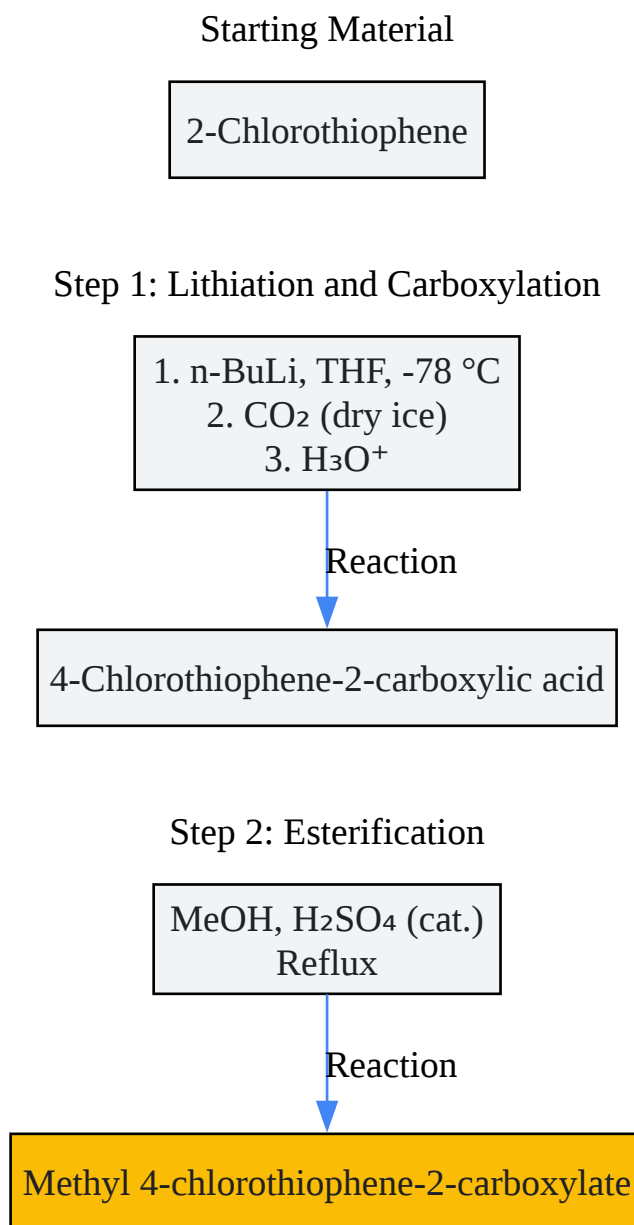 Starting Material
2-Chlorothiophene
Step 1: Lithiation and Carboxylation
1. n-BuLi, THF, -78 °C
2. CO₂ (dry ice)
3. H₃O⁺
Reaction
4-Chlorothiophene-2-carboxylic acid
Step 2: Esterification
MeOH, H₂SO₄ (cat.)
Reflux
Reaction
Methyl 4-chlorothiophene-2-carboxylate